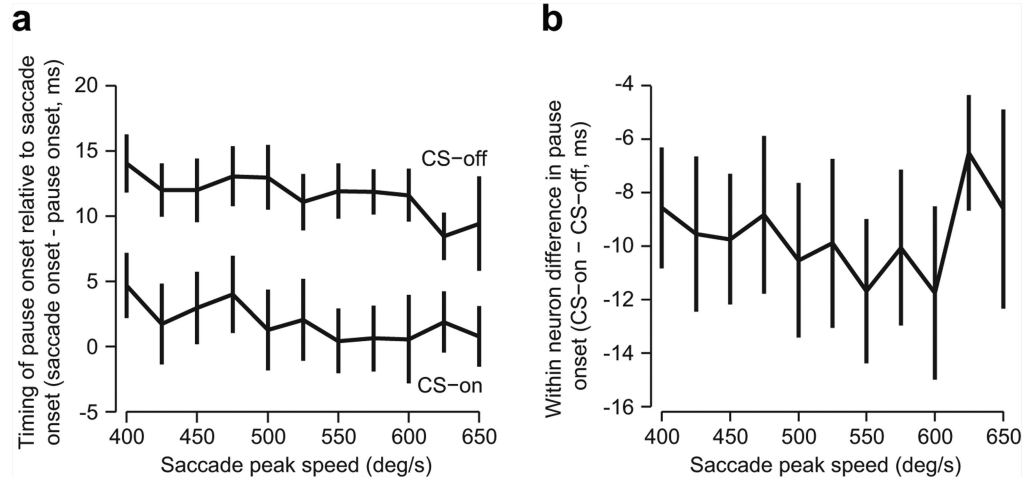 a
Timing of pause onset relative to saccade
onset (saccade onset - pause onset, ms)
20
15
10
5
0
-5
CS−off
CS−on
400 450 500 550 600 650
Saccade peak speed (deg/s)
b
Within neuron difference in pause
onset (CS−on − CS−off, ms)
-4
-6
-8
-10
-12
-14
-16
400 450 500 550 600 650
Saccade peak speed (deg/s)